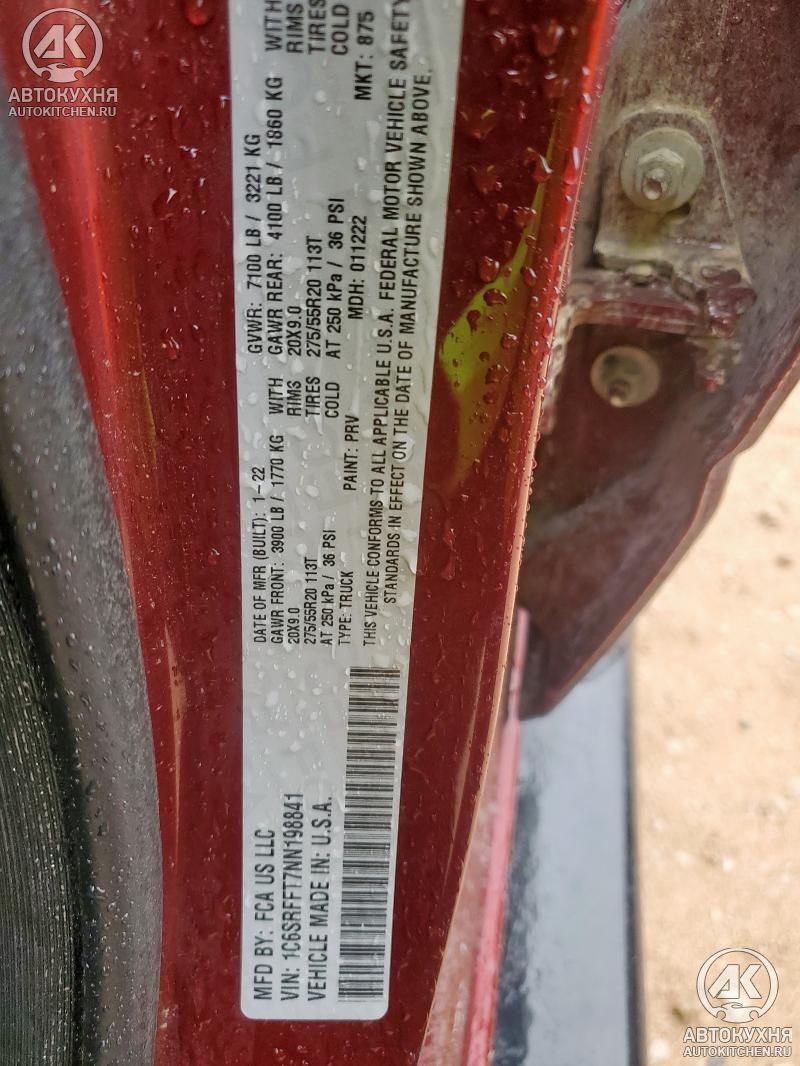 AK
АВТОКУХНЯ
AUTOKITCHEN.RU
MFD BY: FCA US LLC
DATE OF MFR (BUILT): 1-22
GVWR: 7100 LB / 3221 KG
GAWR FRONT: 3900 LB / 1770 KG WITH
GAWR REAR: 4100 LB / 1860 KG WITH
20X9.0 RIMS
20X9.0 RIMS
275/55R20 113T TIRES
275/55R20 113T TIRES
AT 250 kPa / 36 PSI COLD
AT 250 kPa / 36 PSI COLD
VIN: 1C6SRFFT7NN198841
TYPE: TRUCK
PAINT: PRV
MDH: 011222
MKT: 875
VEHICLE MADE IN: U.S.A.
THIS VEHICLE CONFORMS TO ALL APPLICABLE U.S.A. FEDERAL MOTOR VEHICLE SAFETY
STANDARDS IN EFFECT ON THE DATE OF MANUFACTURE SHOWN ABOVE.
AK
АВТОКУХНЯ
AUTOKITCHEN.RU